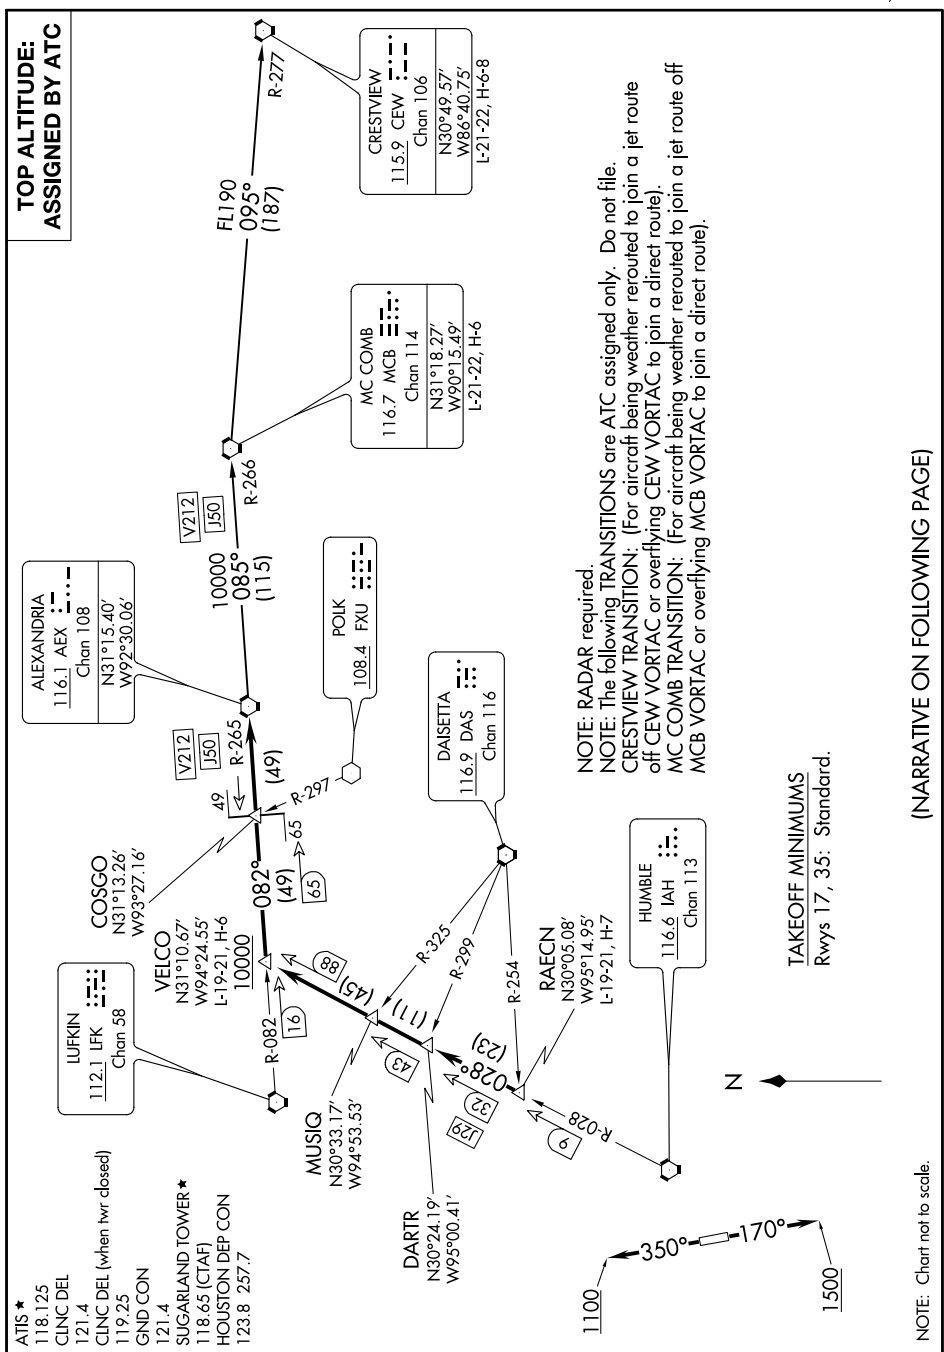 TOP ALTITUDE:
ASSIGNED BY ATC
ATIS ★
118.125
CLNC DEL
121.4
CLNC DEL (when twr closed)
119.25
GND CON
121.4
SUGARLAND TOWER ★
118.65 (CTAF)
HOUSTON DEP CON
123.8 257.7
LUFKIN
112.1 LFK
Chan 58
R-082
16
VELCO
N31°10.67'
W94°24.55'
L-19-21, H-6
10000
COSGO
N31°13.26'
W93°27.16'
082°
(49)
65
65
49
R-265
(49)
V212
J50
ALEXANDRIA
116.1 AEX
Chan 108
N31°15.40'
W92°30.06'
10000
085°
(115)
V212
J50
R-266
MC COMB
116.7 MCB
Chan 114
N31°18.27'
W90°15.49'
L-21-22, H-6
FL190
095°
(187)
R-277
CRESTVIEW
115.9 CEW
Chan 106
N30°49.57'
W86°40.75'
L-21-22, H-6-8
POLK
108.4 FXU
R-297
DAISETTA
116.9 DAS
Chan 116
R-325
R-299
R-254
88
(45)
MUSIQ
N30°33.17'
W94°53.53'
(11)
43
DARTR
N30°24.19'
W95°00.41'
(23)
028°
32
J29
RAECN
N30°05.08'
W95°14.95'
L-19-21, H-7
9
R-028
HUMBLE
116.6 IAH
Chan 113
N
1100
350°
170°
1500
NOTE: RADAR required.
NOTE: The following TRANSITIONS are ATC assigned only. Do not file.
CRESTVIEW TRANSITION: (For aircraft being weather rerouted to join a jet route
off CEW VORTAC or overflying CEW VORTAC to join a direct route).
MC COMB TRANSITION: (For aircraft being weather rerouted to join a jet route off
MCB VORTAC or overflying MCB VORTAC to join a direct route).
TAKEOFF MINIMUMS
Rwys 17, 35: Standard.
(NARRATIVE ON FOLLOWING PAGE)
NOTE: Chart not to scale.